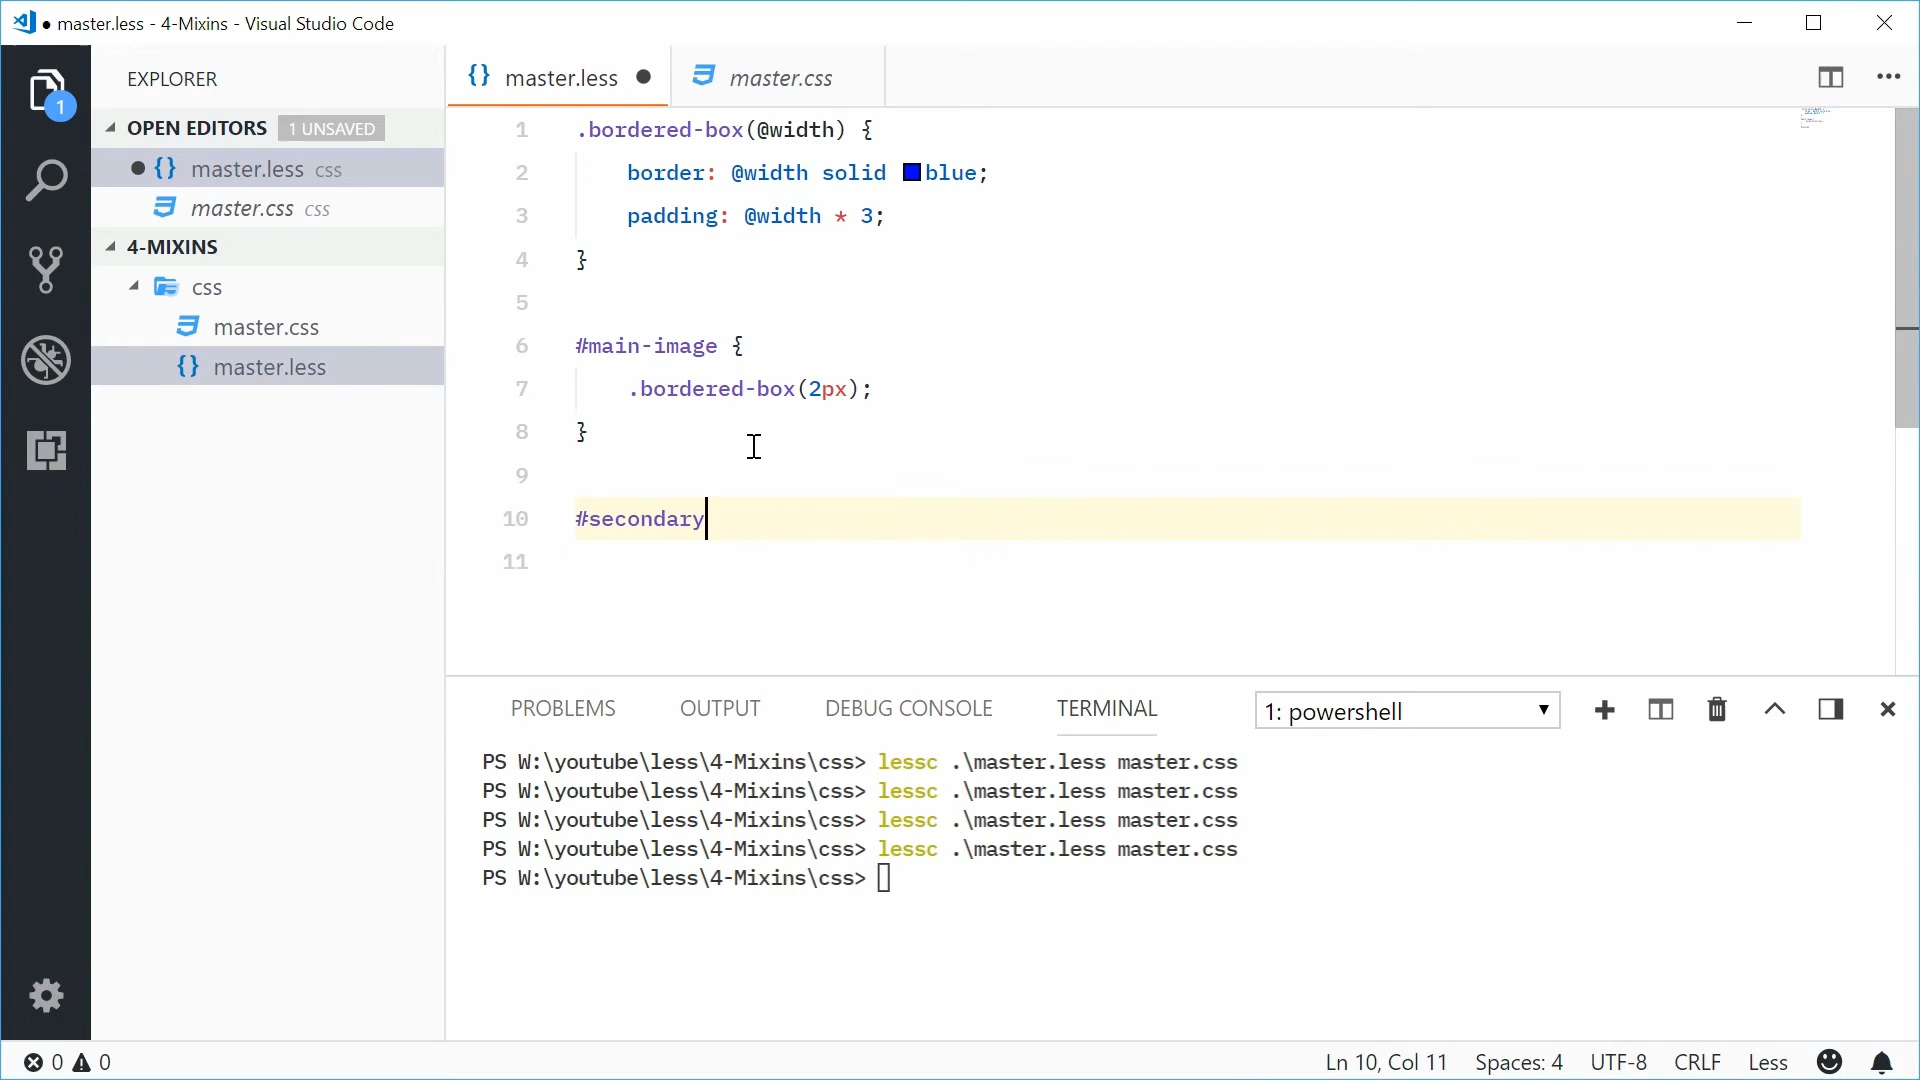 ● master.less - 4-Mixins - Visual Studio Code
EXPLORER
1
OPEN EDITORS 1 UNSAVED
master.less css
master.css css
4-MIXINS
css
master.css
master.less
master.less
master.css
1 .bordered-box(@width) {
2 border: @width solid blue;
3 padding: @width * 3;
4 }
5
6 #main-image {
7 .bordered-box(2px);
8 }
9
10 #secondary
11
PROBLEMS OUTPUT DEBUG CONSOLE TERMINAL 1: powershell
PS W:\youtube\less\4-Mixins\css> lessc .\master.less master.css
PS W:\youtube\less\4-Mixins\css> lessc .\master.less master.css
PS W:\youtube\less\4-Mixins\css> lessc .\master.less master.css
PS W:\youtube\less\4-Mixins\css> lessc .\master.less master.css
PS W:\youtube\less\4-Mixins\css>
0 0 Ln 10, Col 11 Spaces: 4 UTF-8 CRLF Less